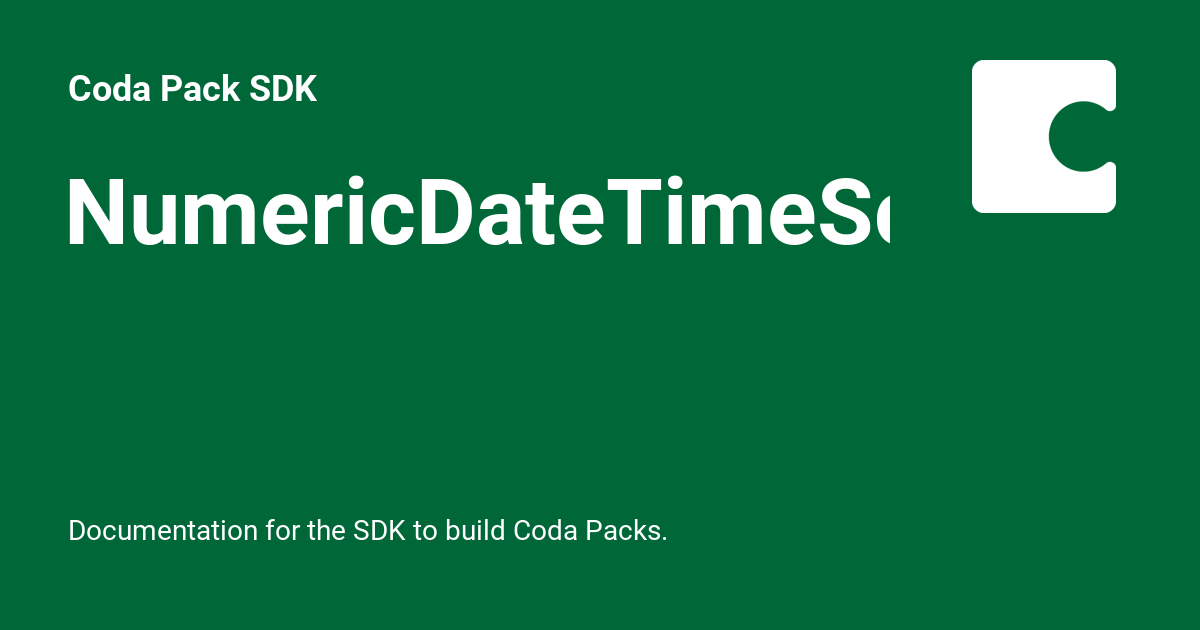 Coda Pack SDK
NumericDateTimeS
Documentation for the SDK to build Coda Packs.